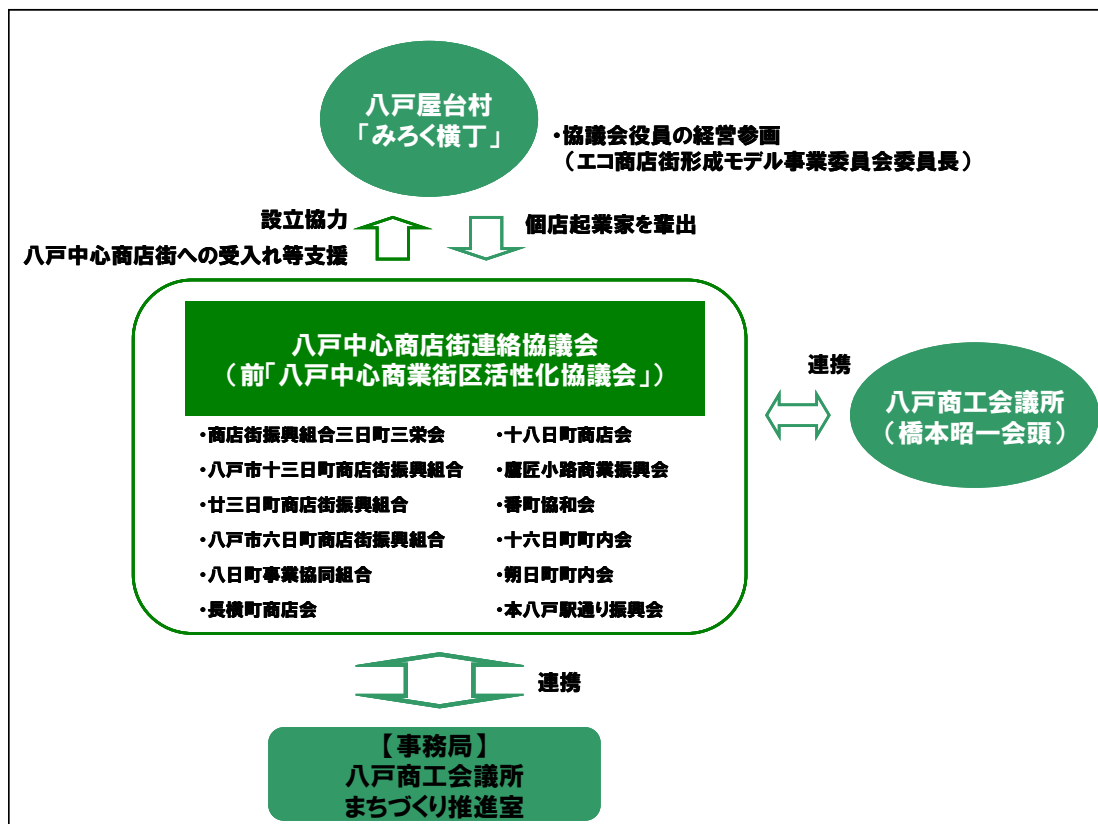 八戸屋台村
「みろく横丁」
・協議会役員の経営参画
（エコ商店街形成モデル事業委員会委員長）
設立協力
八戸中心商店街への受入れ等支援
個店起業家を輩出
八戸中心商店街連絡協議会
（前「八戸中心商業街区活性化協議会」）
・商店街振興組合三日町三栄会
・八戸市十三日町商店街振興組合
・廿三日町商店街振興組合
・八戸市六日町商店街振興組合
・八日町事業協同組合
・長横町商店会
・十八日町商店会
・鷹匠小路商業振興会
・番町協和会
・十六日町町内会
・朔日町町内会
・本八戸駅通り振興会
連携
八戸商工会議所
（橋本昭一会頭）
連携
【事務局】
八戸商工会議所
まちづくり推進室